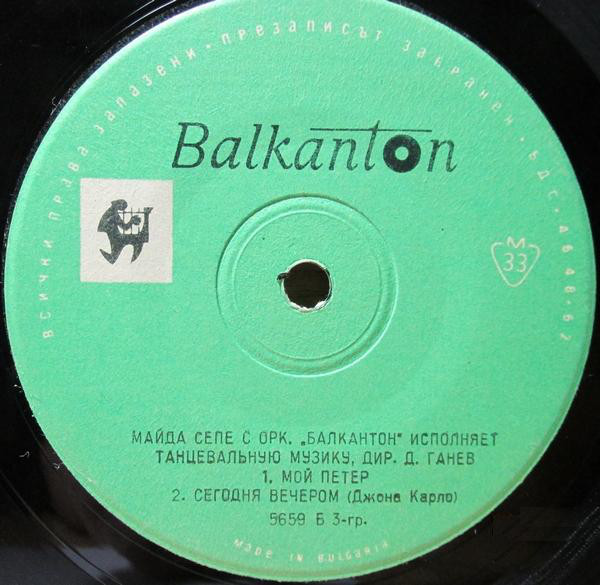 ВСИЧКИ ПРАВА ЗАПАЗЕНИ · ПРЕЗАПИСЪТ ЗАБРАНЕН · БДС · 4648-62
Balkanton
M
33
МАЙДА СЕПЕ С ОРК. „БАЛКАНТОН" ИСПОЛНЯЕТ
ТАНЦЕВАЛЬНУЮ МУЗИКУ, ДИР. Д. ГАНЕВ
1. МОЙ ПЕТЕР
2. СЕГОДНЯ ВЕЧЕРОМ (Джона Карло)
5659 Б 3-гр.
MADE IN BULGARIA